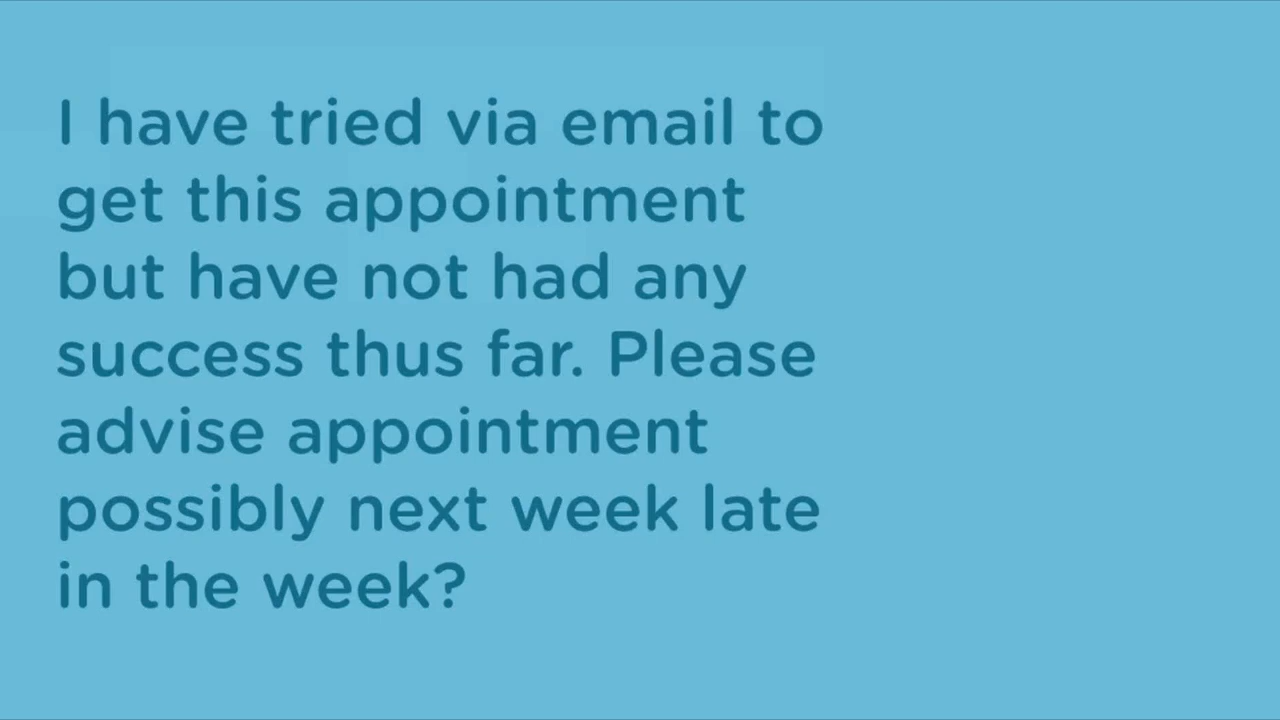 I have tried via email to
get this appointment
but have not had any
success thus far. Please
advise appointment
possibly next week late
in the week?